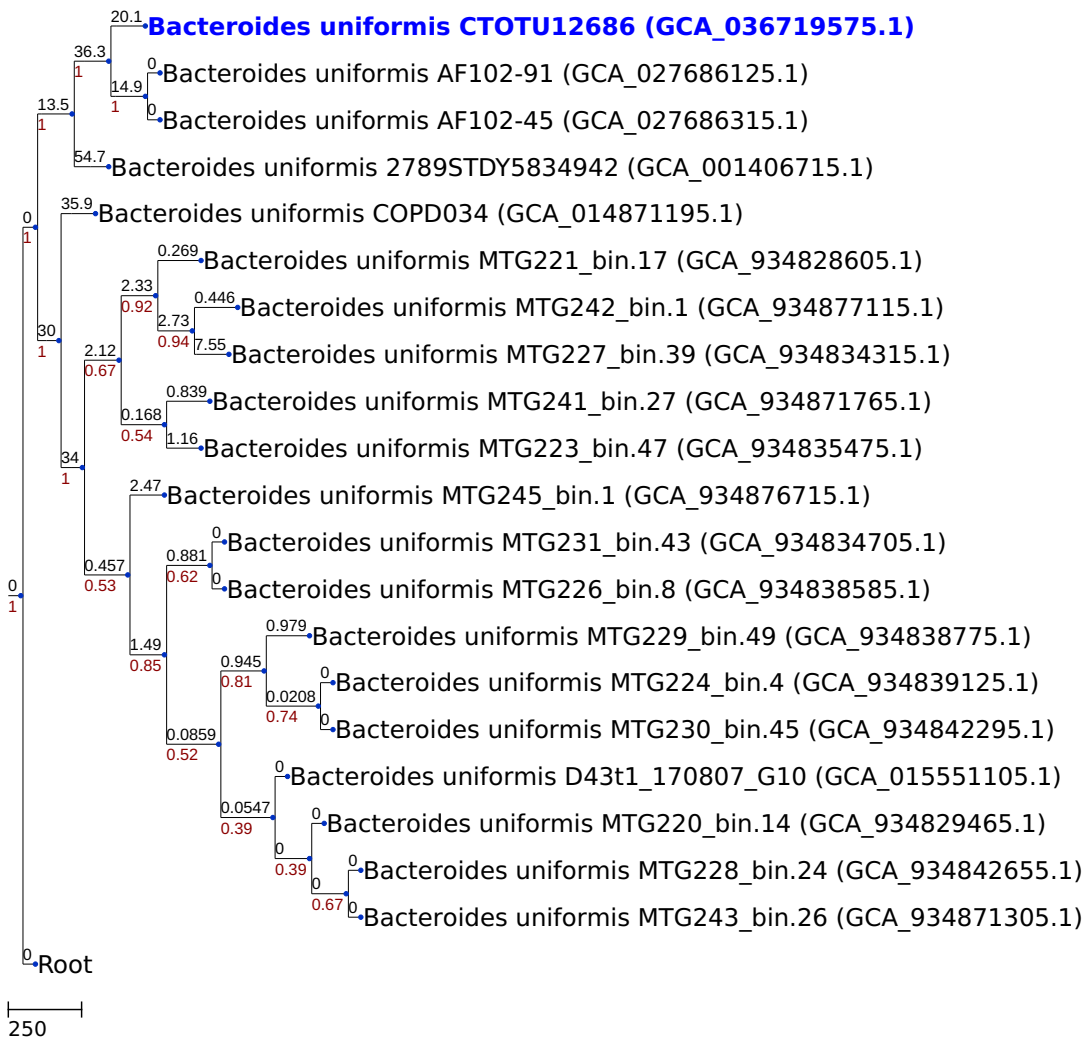 20.1
Bacteroides uniformis CTOTU12686 (GCA_036719575.1)
36.3
1
0
Bacteroides uniformis AF102-91 (GCA_027686125.1)
14.9
1
0
Bacteroides uniformis AF102-45 (GCA_027686315.1)
13.5
1
54.7
Bacteroides uniformis 2789STDY5834942 (GCA_001406715.1)
0
1
35.9
Bacteroides uniformis COPD034 (GCA_014871195.1)
30
1
0.269
Bacteroides uniformis MTG221_bin.17 (GCA_934828605.1)
2.33
0.92
0.446
Bacteroides uniformis MTG242_bin.1 (GCA_934877115.1)
2.73
0.94
7.55
Bacteroides uniformis MTG227_bin.39 (GCA_934834315.1)
2.12
0.67
0.839
Bacteroides uniformis MTG241_bin.27 (GCA_934871765.1)
0.168
0.54
1.16
Bacteroides uniformis MTG223_bin.47 (GCA_934835475.1)
34
1
2.47
Bacteroides uniformis MTG245_bin.1 (GCA_934876715.1)
0.457
0.53
0
Bacteroides uniformis MTG231_bin.43 (GCA_934834705.1)
0.881
0.62
0
Bacteroides uniformis MTG226_bin.8 (GCA_934838585.1)
0
1
1.49
0.85
0.979
Bacteroides uniformis MTG229_bin.49 (GCA_934838775.1)
0.945
0.81
0
Bacteroides uniformis MTG224_bin.4 (GCA_934839125.1)
0.0208
0.74
0
Bacteroides uniformis MTG230_bin.45 (GCA_934842295.1)
0.0859
0.52
0
Bacteroides uniformis D43t1_170807_G10 (GCA_015551105.1)
0.0547
0.39
0
Bacteroides uniformis MTG220_bin.14 (GCA_934829465.1)
0
0.39
0
Bacteroides uniformis MTG228_bin.24 (GCA_934842655.1)
0
0.67
0
Bacteroides uniformis MTG243_bin.26 (GCA_934871305.1)
0
Root
250